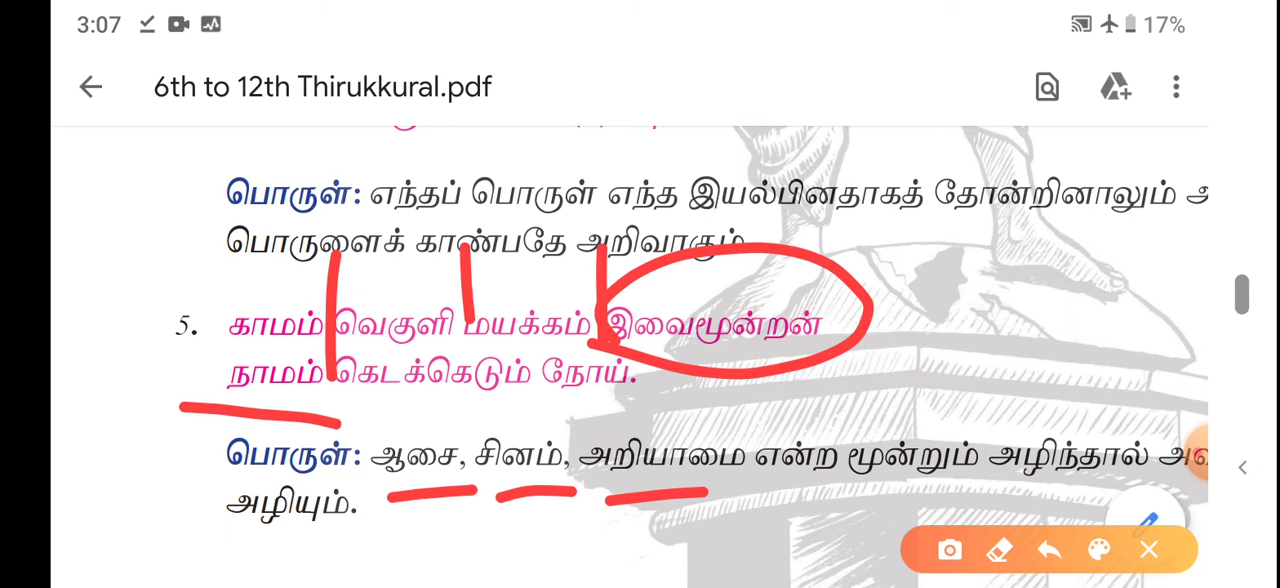 3:07 17%
6th to 12th Thirukkural.pdf
பொருள்: எந்தப் பொருள் எந்த இயல்பினதாகத் தோன்றினாலும்
பொருளைக் காண்பதே அறிவாகும்
5. காமம் வெகுளி மயக்கம் இவைமூன்றன்
நாமம் கெடக்கெடும் நோய்.
பொருள்: ஆசை, சினம், அறியாமை என்ற மூன்றும் அழிந்தால்
அழியும்.